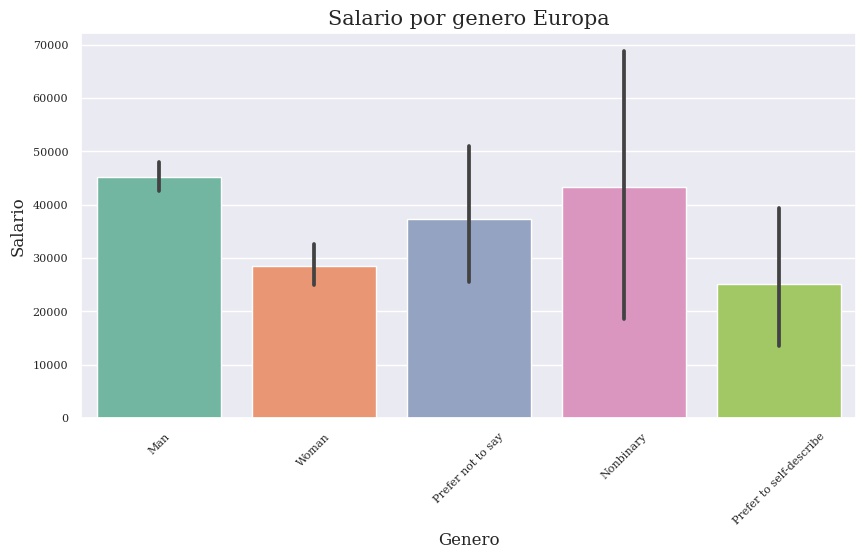 Salario por genero Europa
Salario
70000
60000
50000
40000
30000
20000
10000
0
Man
Woman
Prefer not to say
Nonbinary
Prefer to self-describe
Genero